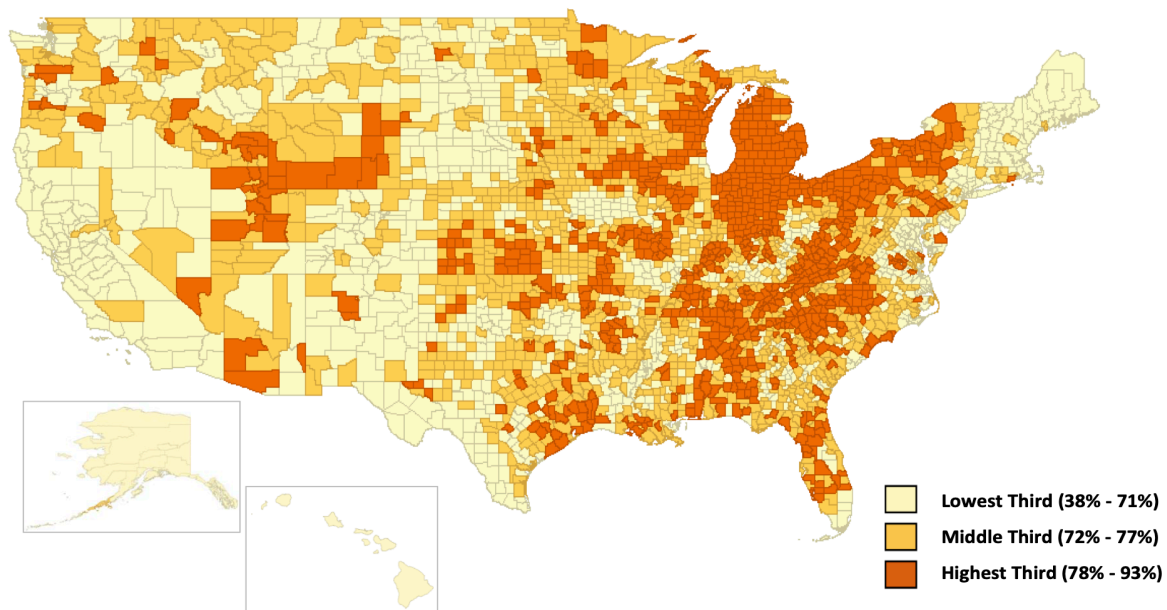 Lowest Third (38% - 71%)
Middle Third (72% - 77%)
Highest Third (78% - 93%)